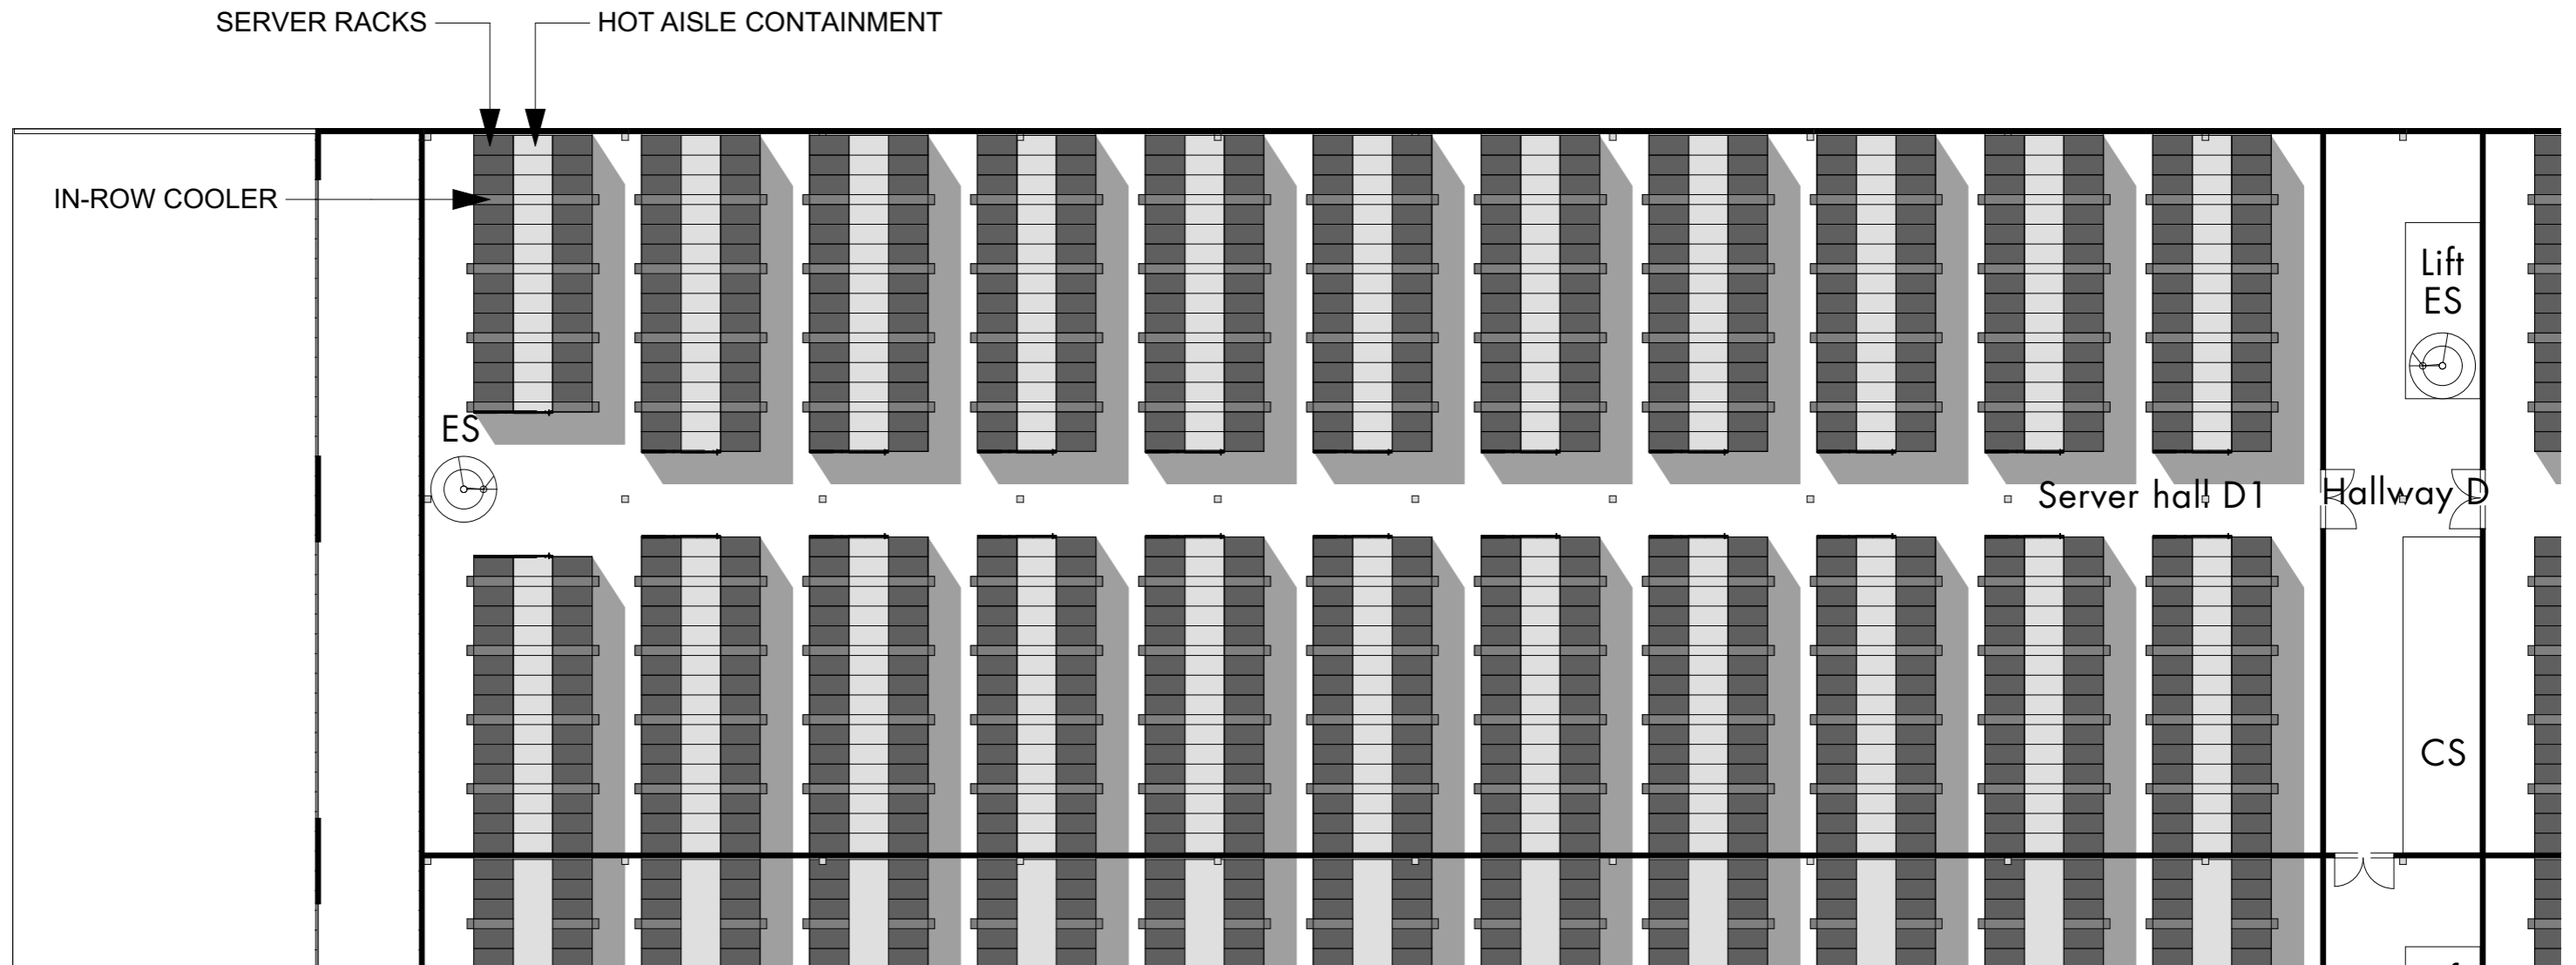 SERVER RACKS
HOT AISLE CONTAINMENT
IN-ROW COOLER
Lift
ES
ES
Server hall D1
Hallway D
CS